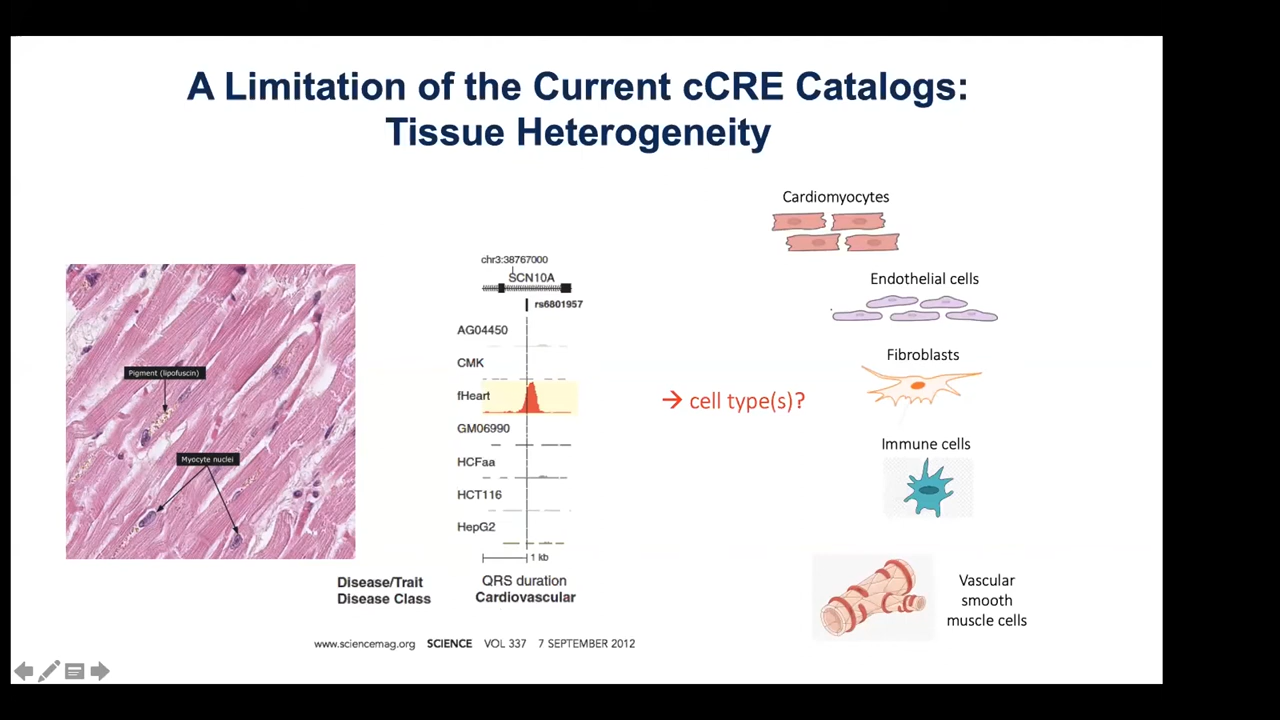 A Limitation of the Current cCRE Catalogs:
Tissue Heterogeneity
Pigment (lipofuscin)
Myocyte nuclei
chr3:38767000
SCN10A
rs6801957
AG04450
CMK
fHeart
GM06990
HCFaa
HCT116
HepG2
1 kb
Disease/Trait
QRS duration
Disease Class
Cardiovascular
www.sciencemag.org SCIENCE VOL 337 7 SEPTEMBER 2012
→ cell type(s)?
Cardiomyocytes
Endothelial cells
Fibroblasts
Immune cells
Vascular
smooth
muscle cells